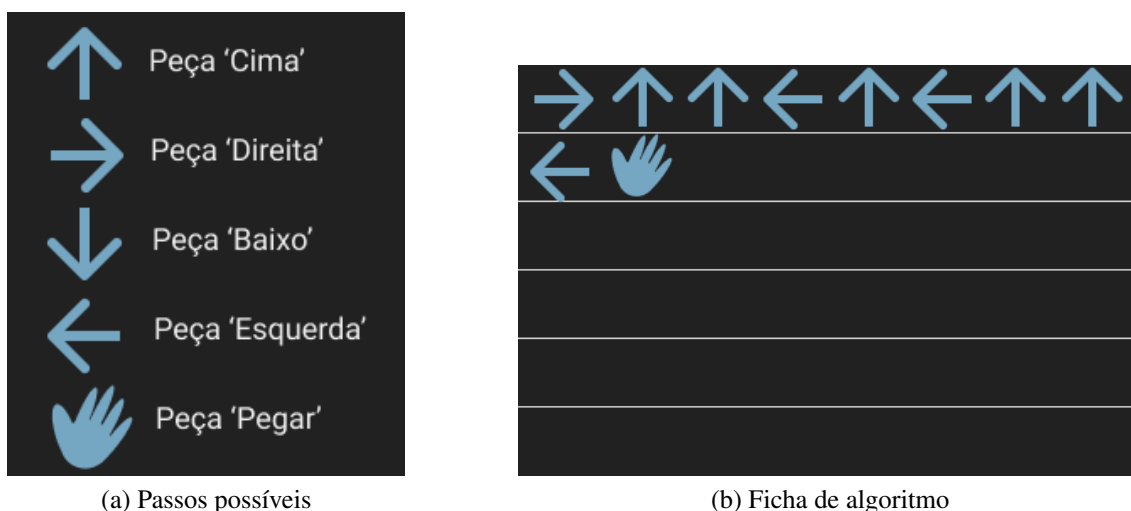 Peça ‘Cima’
Peça ‘Direita’
Peça ‘Baixo’
Peça ‘Esquerda’
Peça ‘Pegar’
(a) Passos possíveis
(b) Ficha de algoritmo